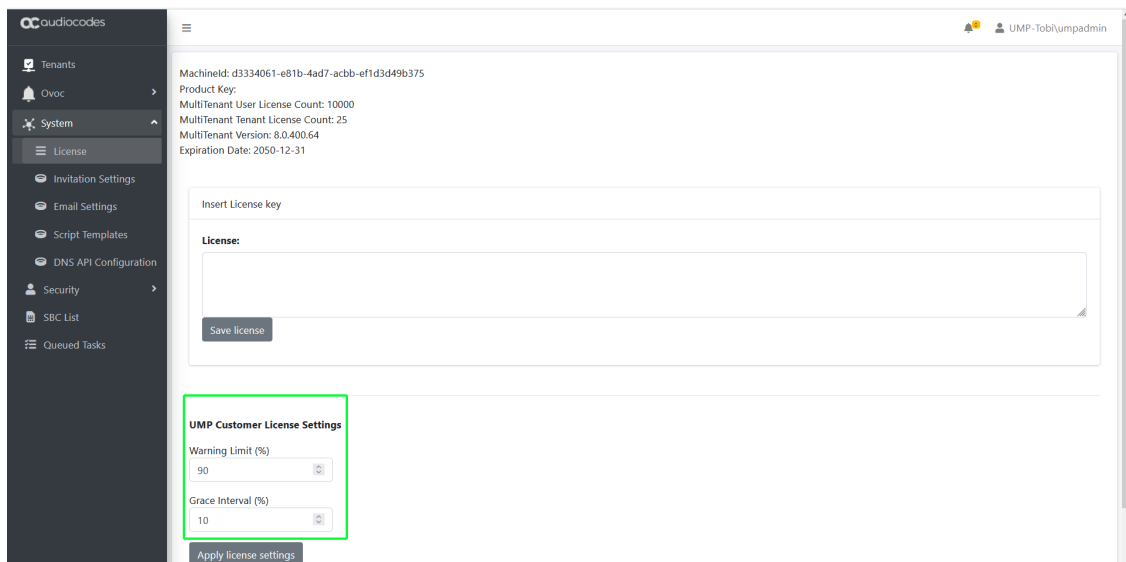 audiocodes
0
UMP-Tobi\umpadmin
Tenants
Ovoc
System
License
Invitation Settings
Email Settings
Script Templates
DNS API Configuration
Security
SBC List
Queued Tasks
MachineId: d3334061-e81b-4ad7-acbb-ef1d3d49b375
Product Key:
MultiTenant User License Count: 10000
MultiTenant Tenant License Count: 25
MultiTenant Version: 8.0.400.64
Expiration Date: 2050-12-31
Insert License key
License:
Save license
UMP Customer License Settings
Warning Limit (%)
90
Grace Interval (%)
10
Apply license settings